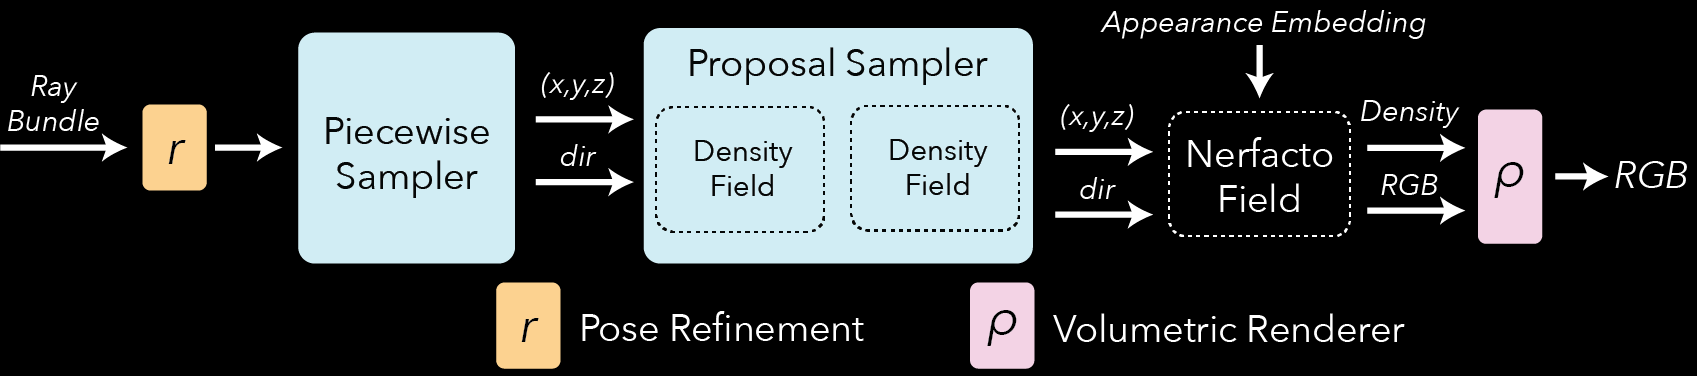 Ray
Bundle
r
Piecewise
Sampler
(x,y,z)
dir
Proposal Sampler
Density
Field
Density
Field
(x,y,z)
dir
Appearance Embedding
Nerfacto
Field
Density
RGB
ρ
RGB
r
Pose Refinement
ρ
Volumetric Renderer